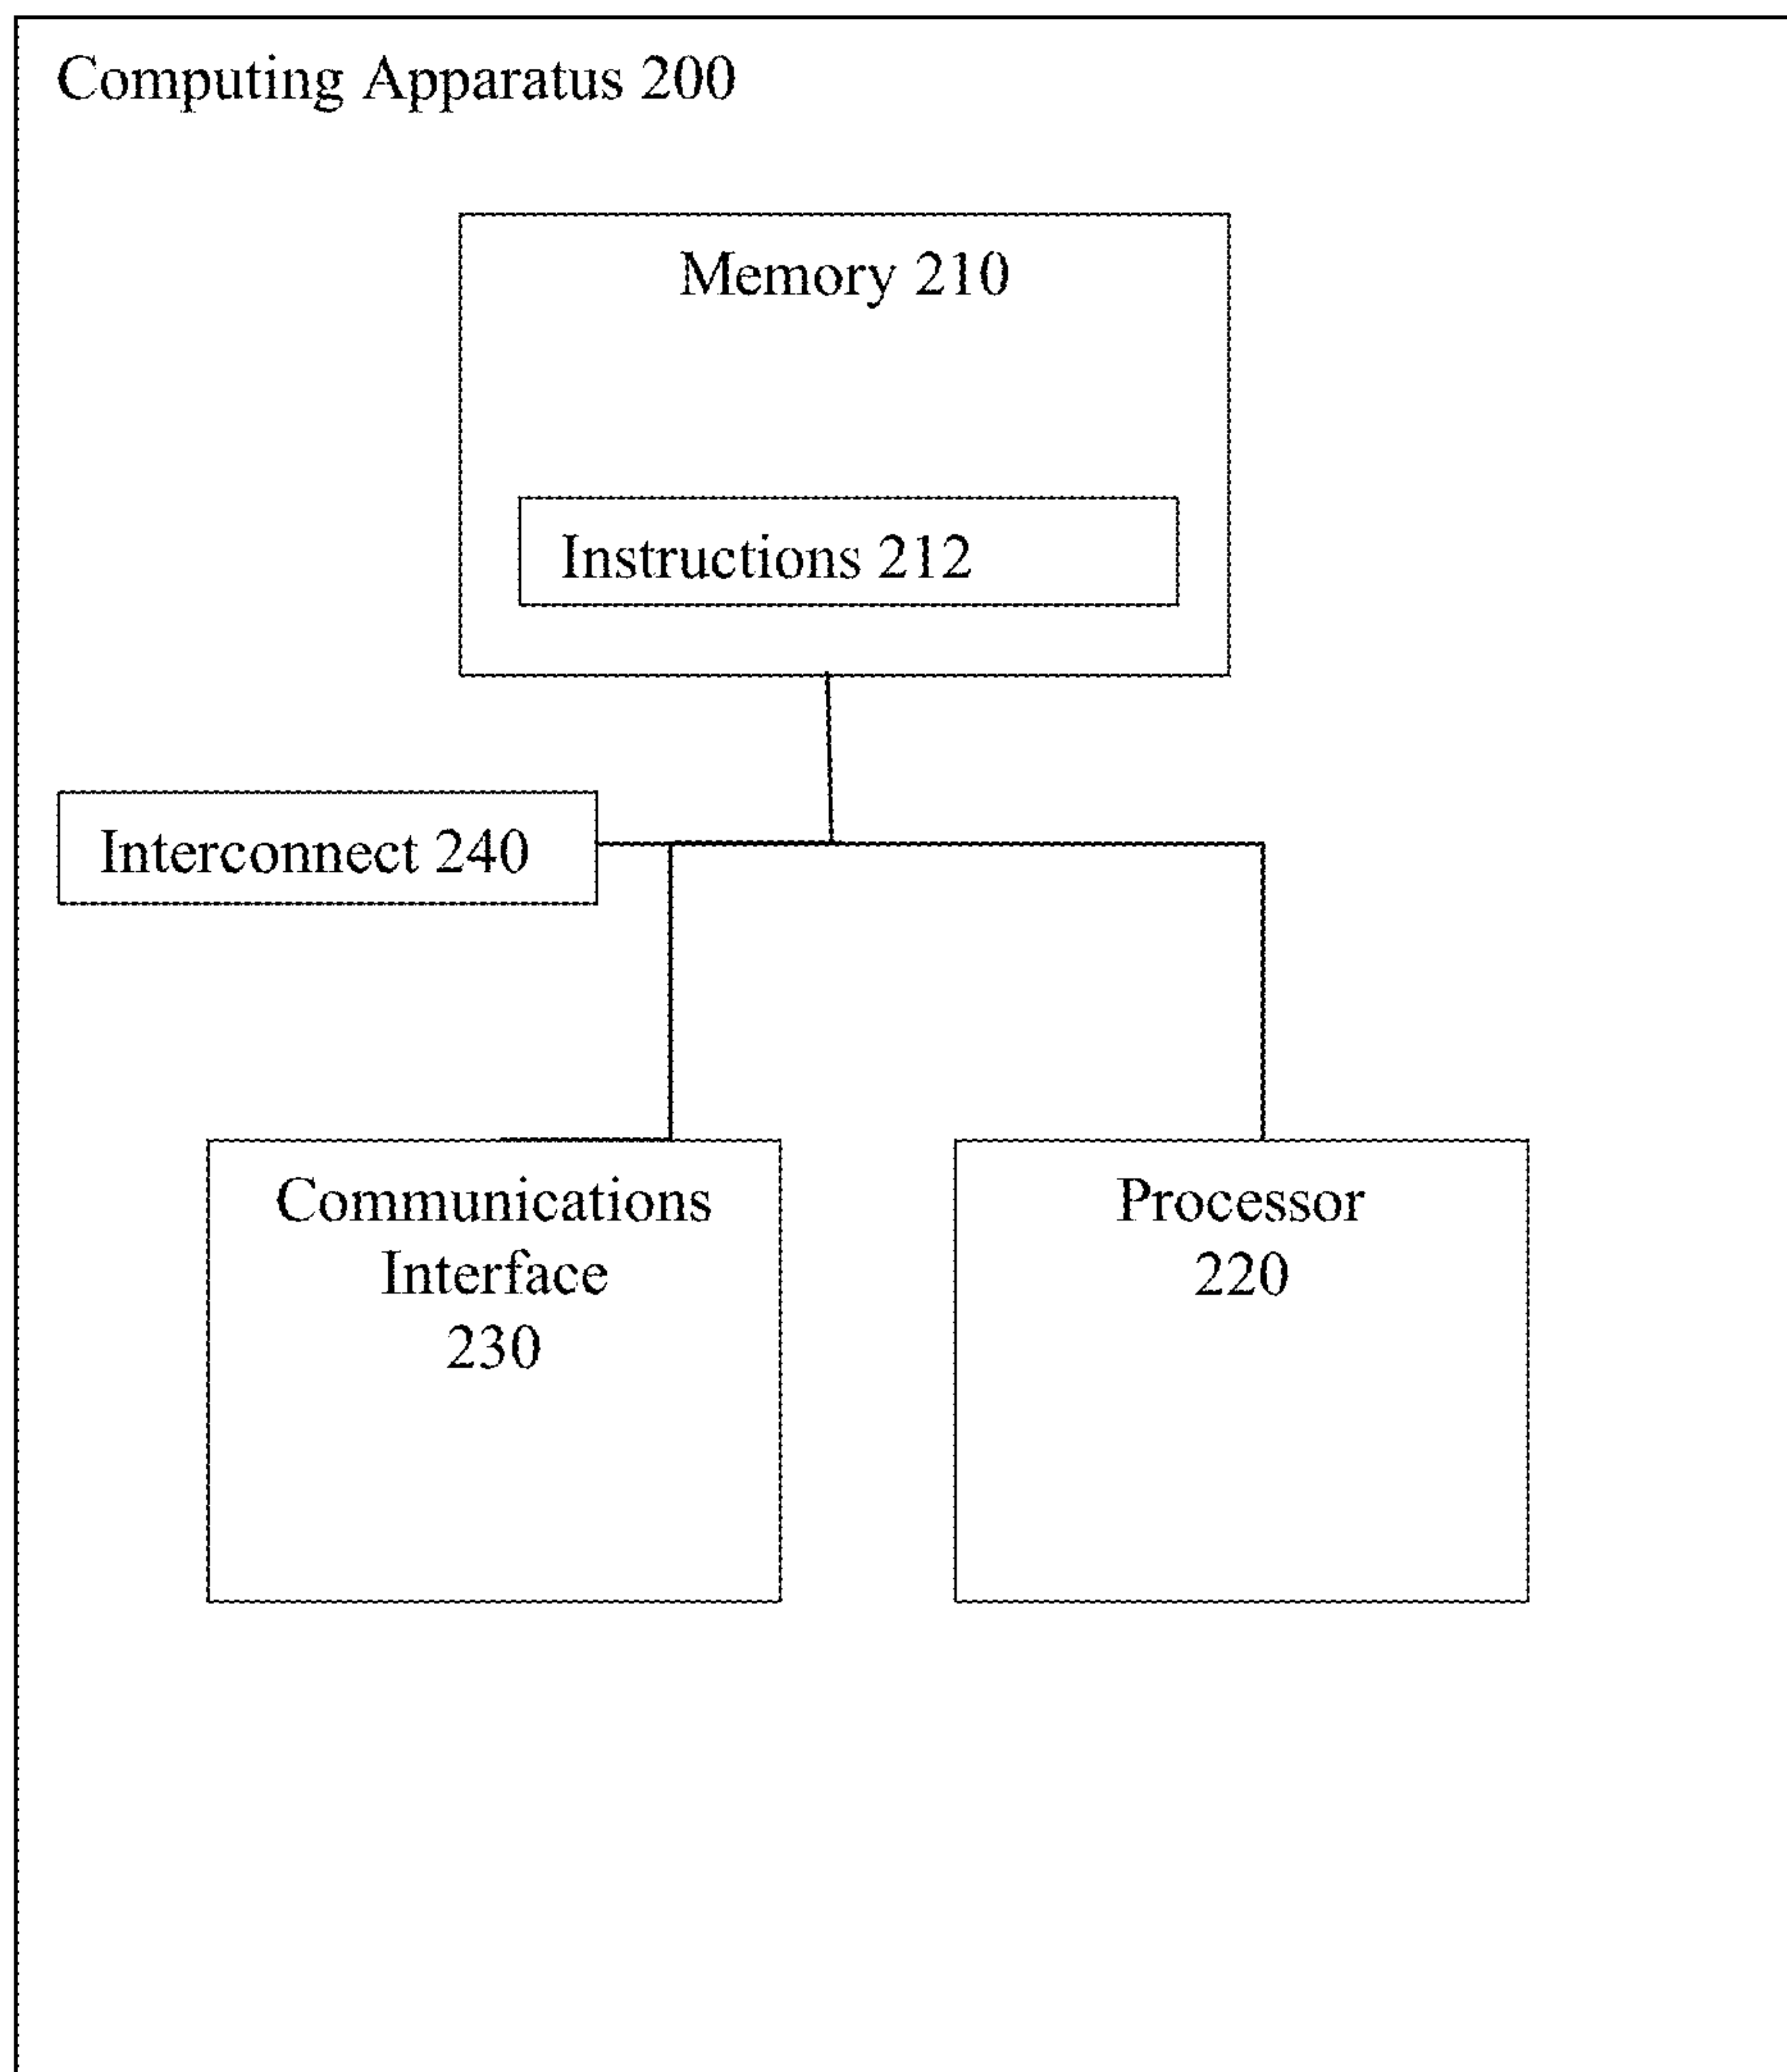 Computing Apparatus 200
Memory 210
Instructions 212
Interconnect 240
Communications
Interface
230
Processor
220